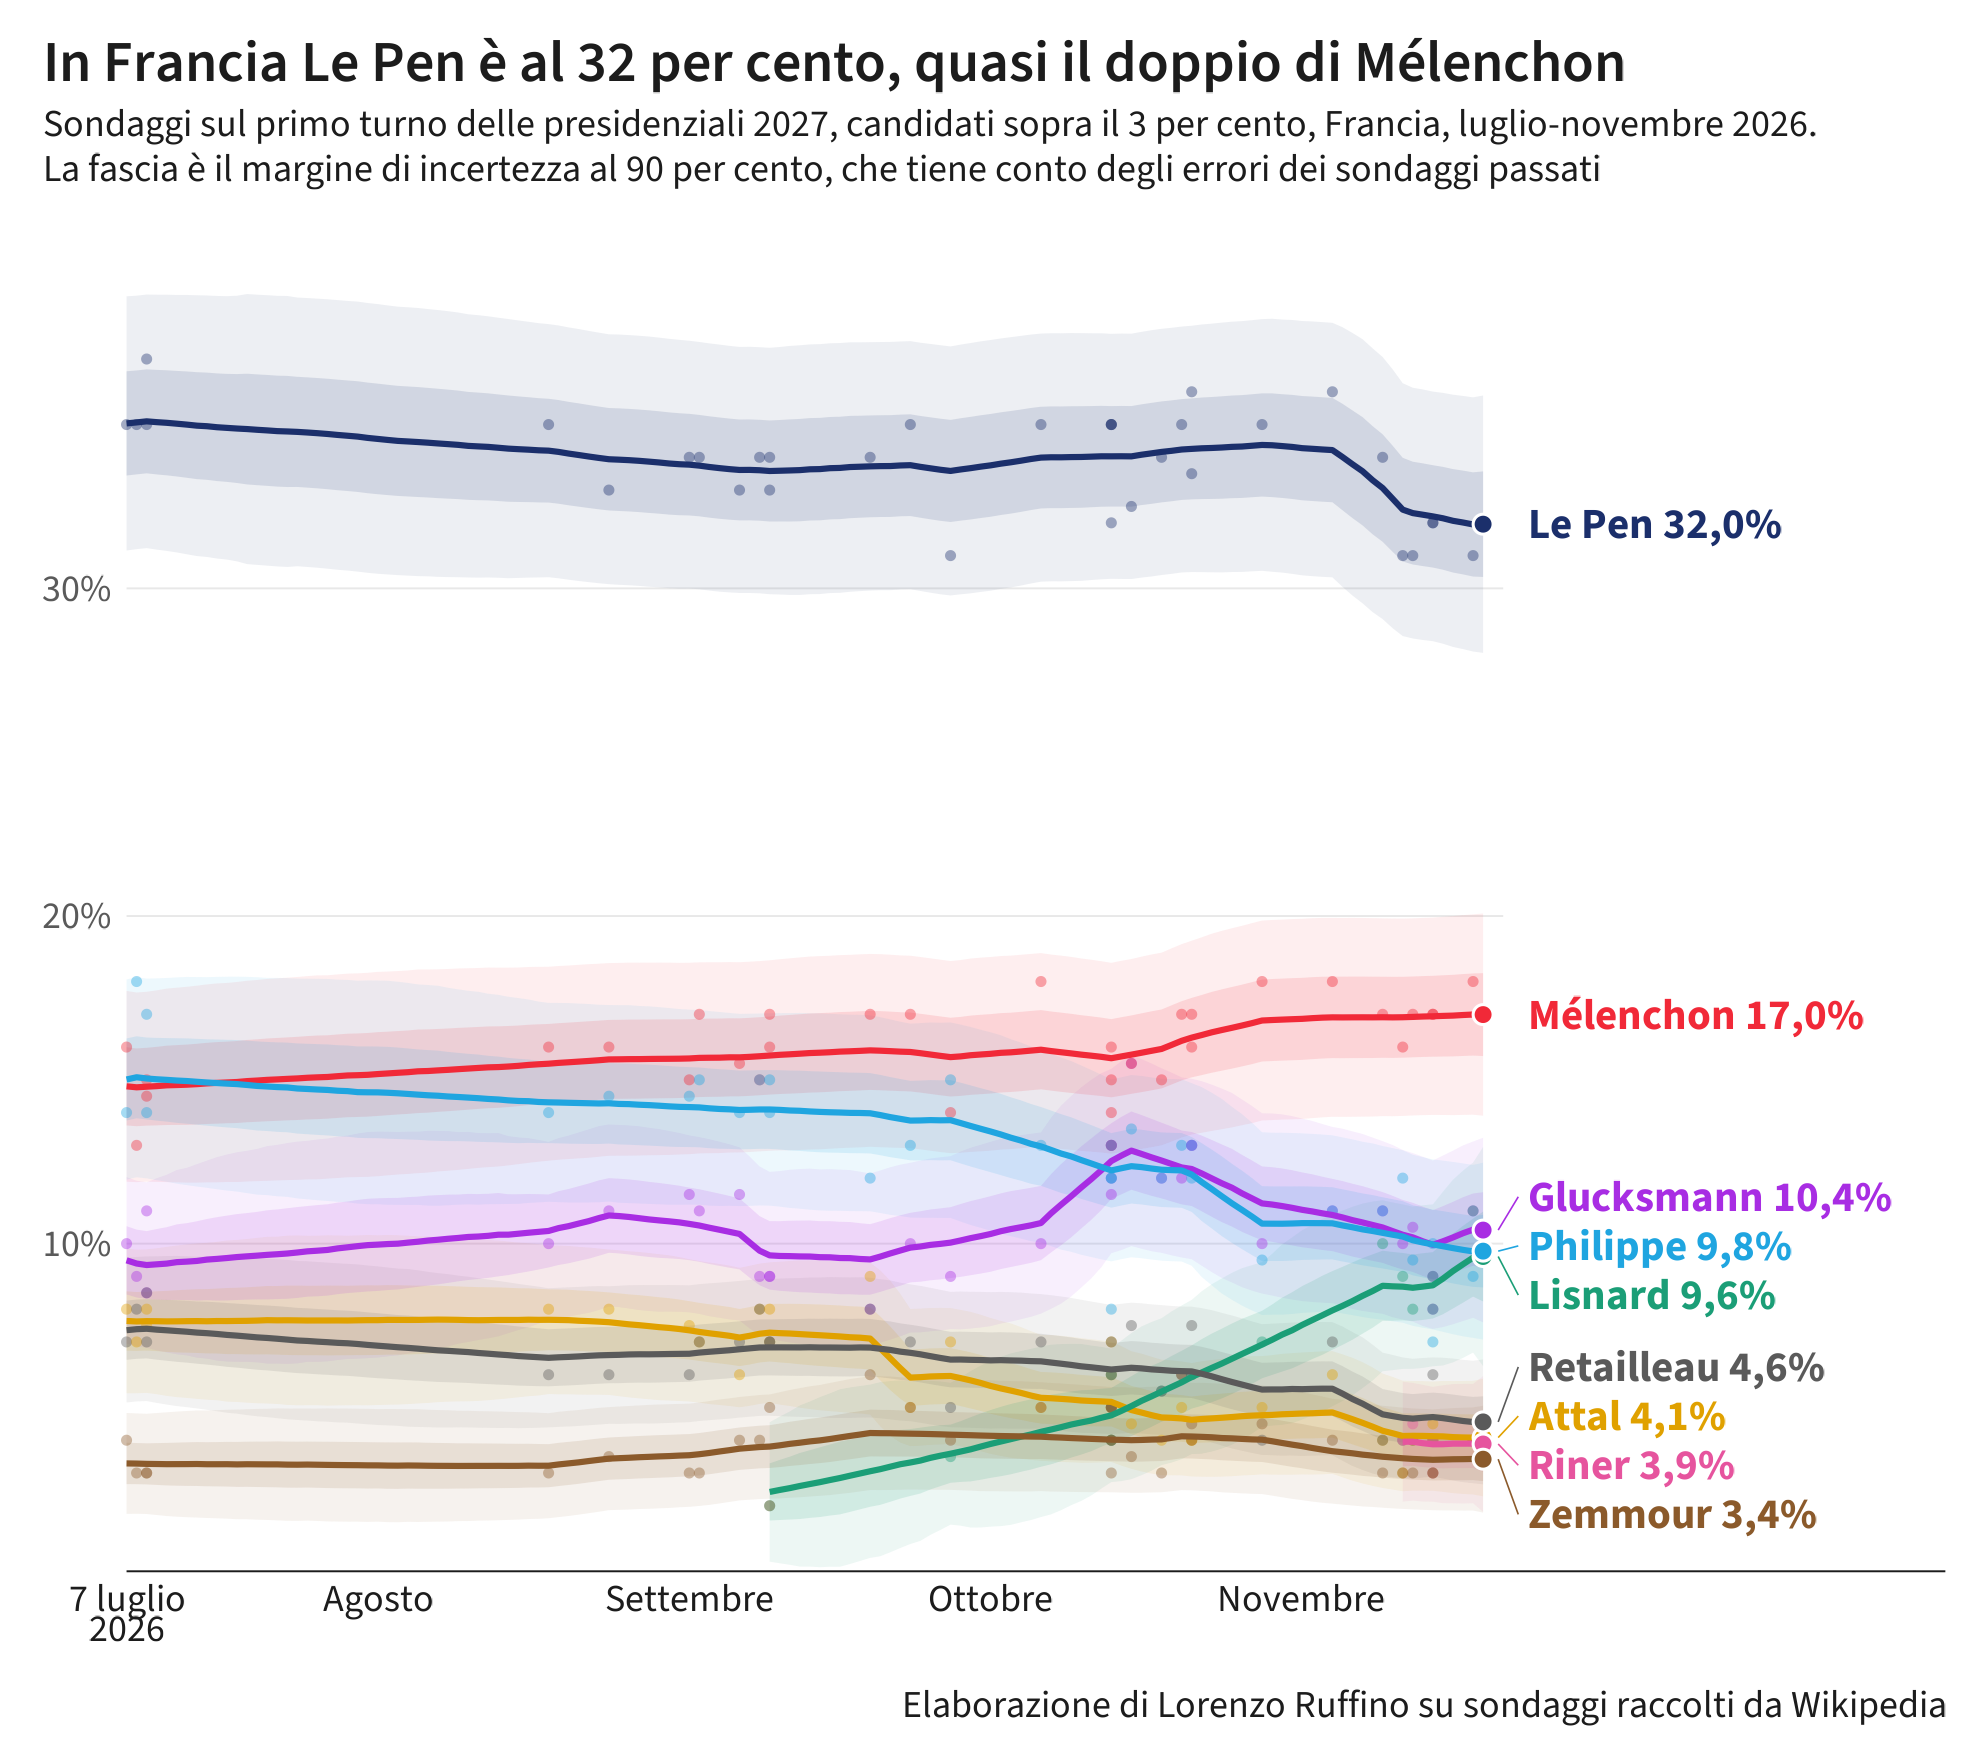 In Francia Le Pen è al 32 per cento, quasi il doppio di Mélenchon
Sondaggi sul primo turno delle presidenziali 2027, candidati sopra il 3 per cento, Francia, luglio-novembre 2026.
La fascia è il margine di incertezza al 90 per cento, che tiene conto degli errori dei sondaggi passati
Le Pen 32,0%
30%
20%
Mélenchon 17,0%
Glucksmann 10,4%
10%
Philippe 9,8%
Lisnard 9,6%
Retailleau 4,6%
Attal 4,1%
Riner 3,9%
Zemmour 3,4%
7 luglio Agosto Settembre Ottobre Novembre
2026
Elaborazione di Lorenzo Ruffino su sondaggi raccolti da Wikipedia